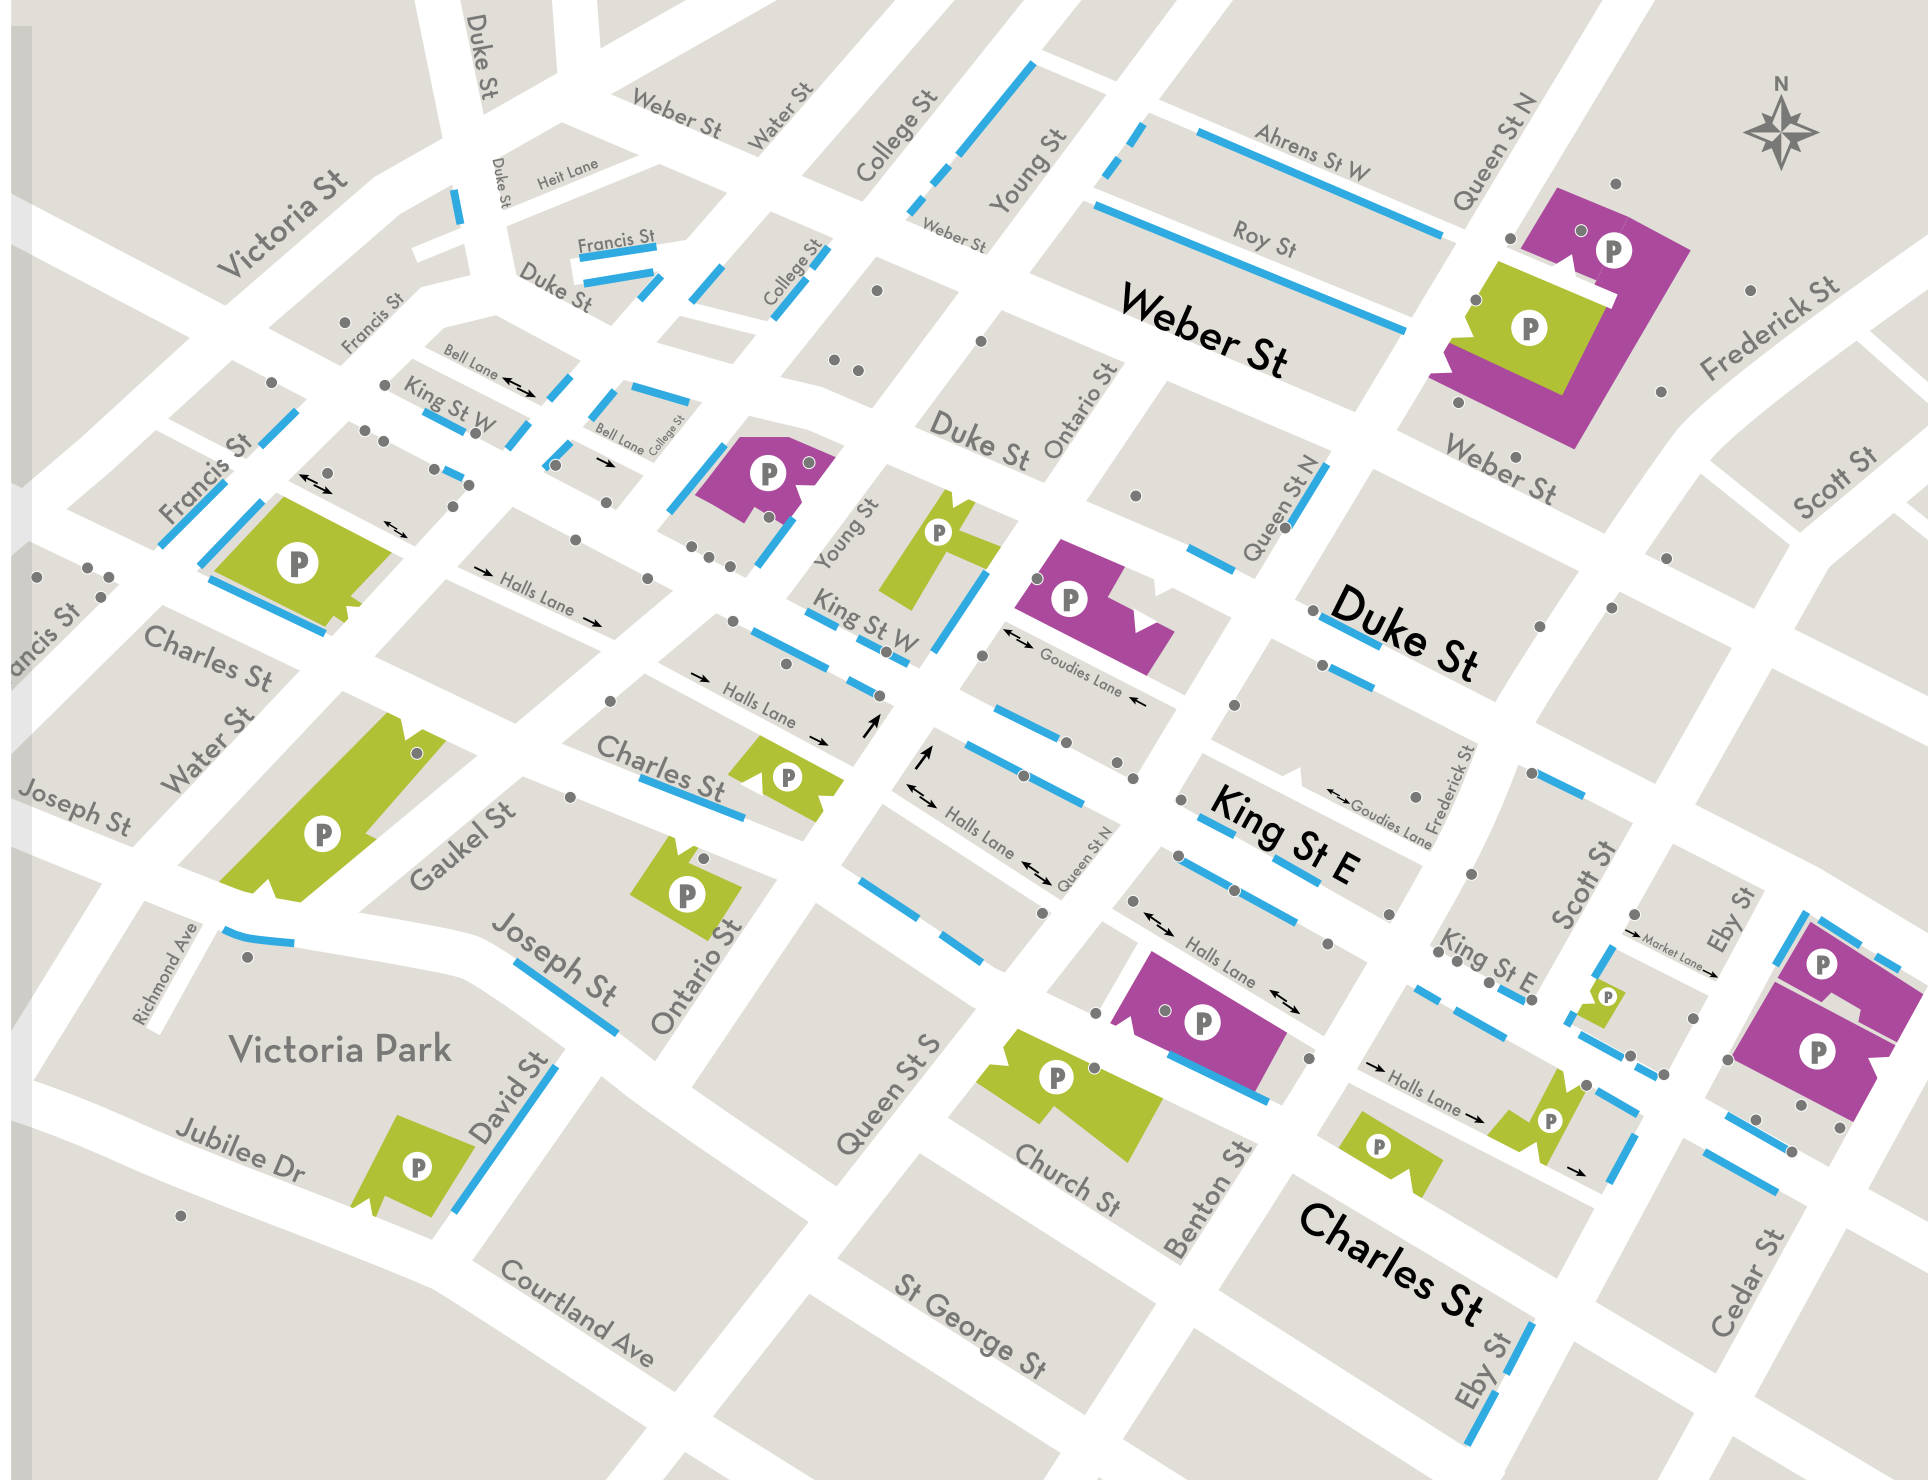 Duke St
N
Weber St
Water St
College St
Young St
Ahrens St W
Queen St N
Victoria St
Duke St
Heit Lane
Francis St
Weber St
Roy St
P
Duke St
College St
Weber St
P
Frederick St
Francis St
Bell Lane
King St W
Bell Lane
College St
Ontario St
Duke St
Weber St
Scott St
Francis St
P
P
Young St
P
Queen St N
Halls Lane
King St W
P
Duke St
Francis St
Charles St
Halls Lane
Goudies Lane
Water St
Charles St
P
Joseph St
P
Gaukel St
Halls Lane
Queen St N
King St E
Goudies Lane
Frederick St
Scott St
Eby St
P
Joseph St
Ontario St
Halls Lane
King St E
Market Lane
P
P
P
P
Richmond Ave
Victoria Park
David St
Queen St S
P
Halls Lane
P
Jubilee Dr
P
Church St
Benton St
P
Charles St
Cedar St
Courtland Ave
St George St
Eby St